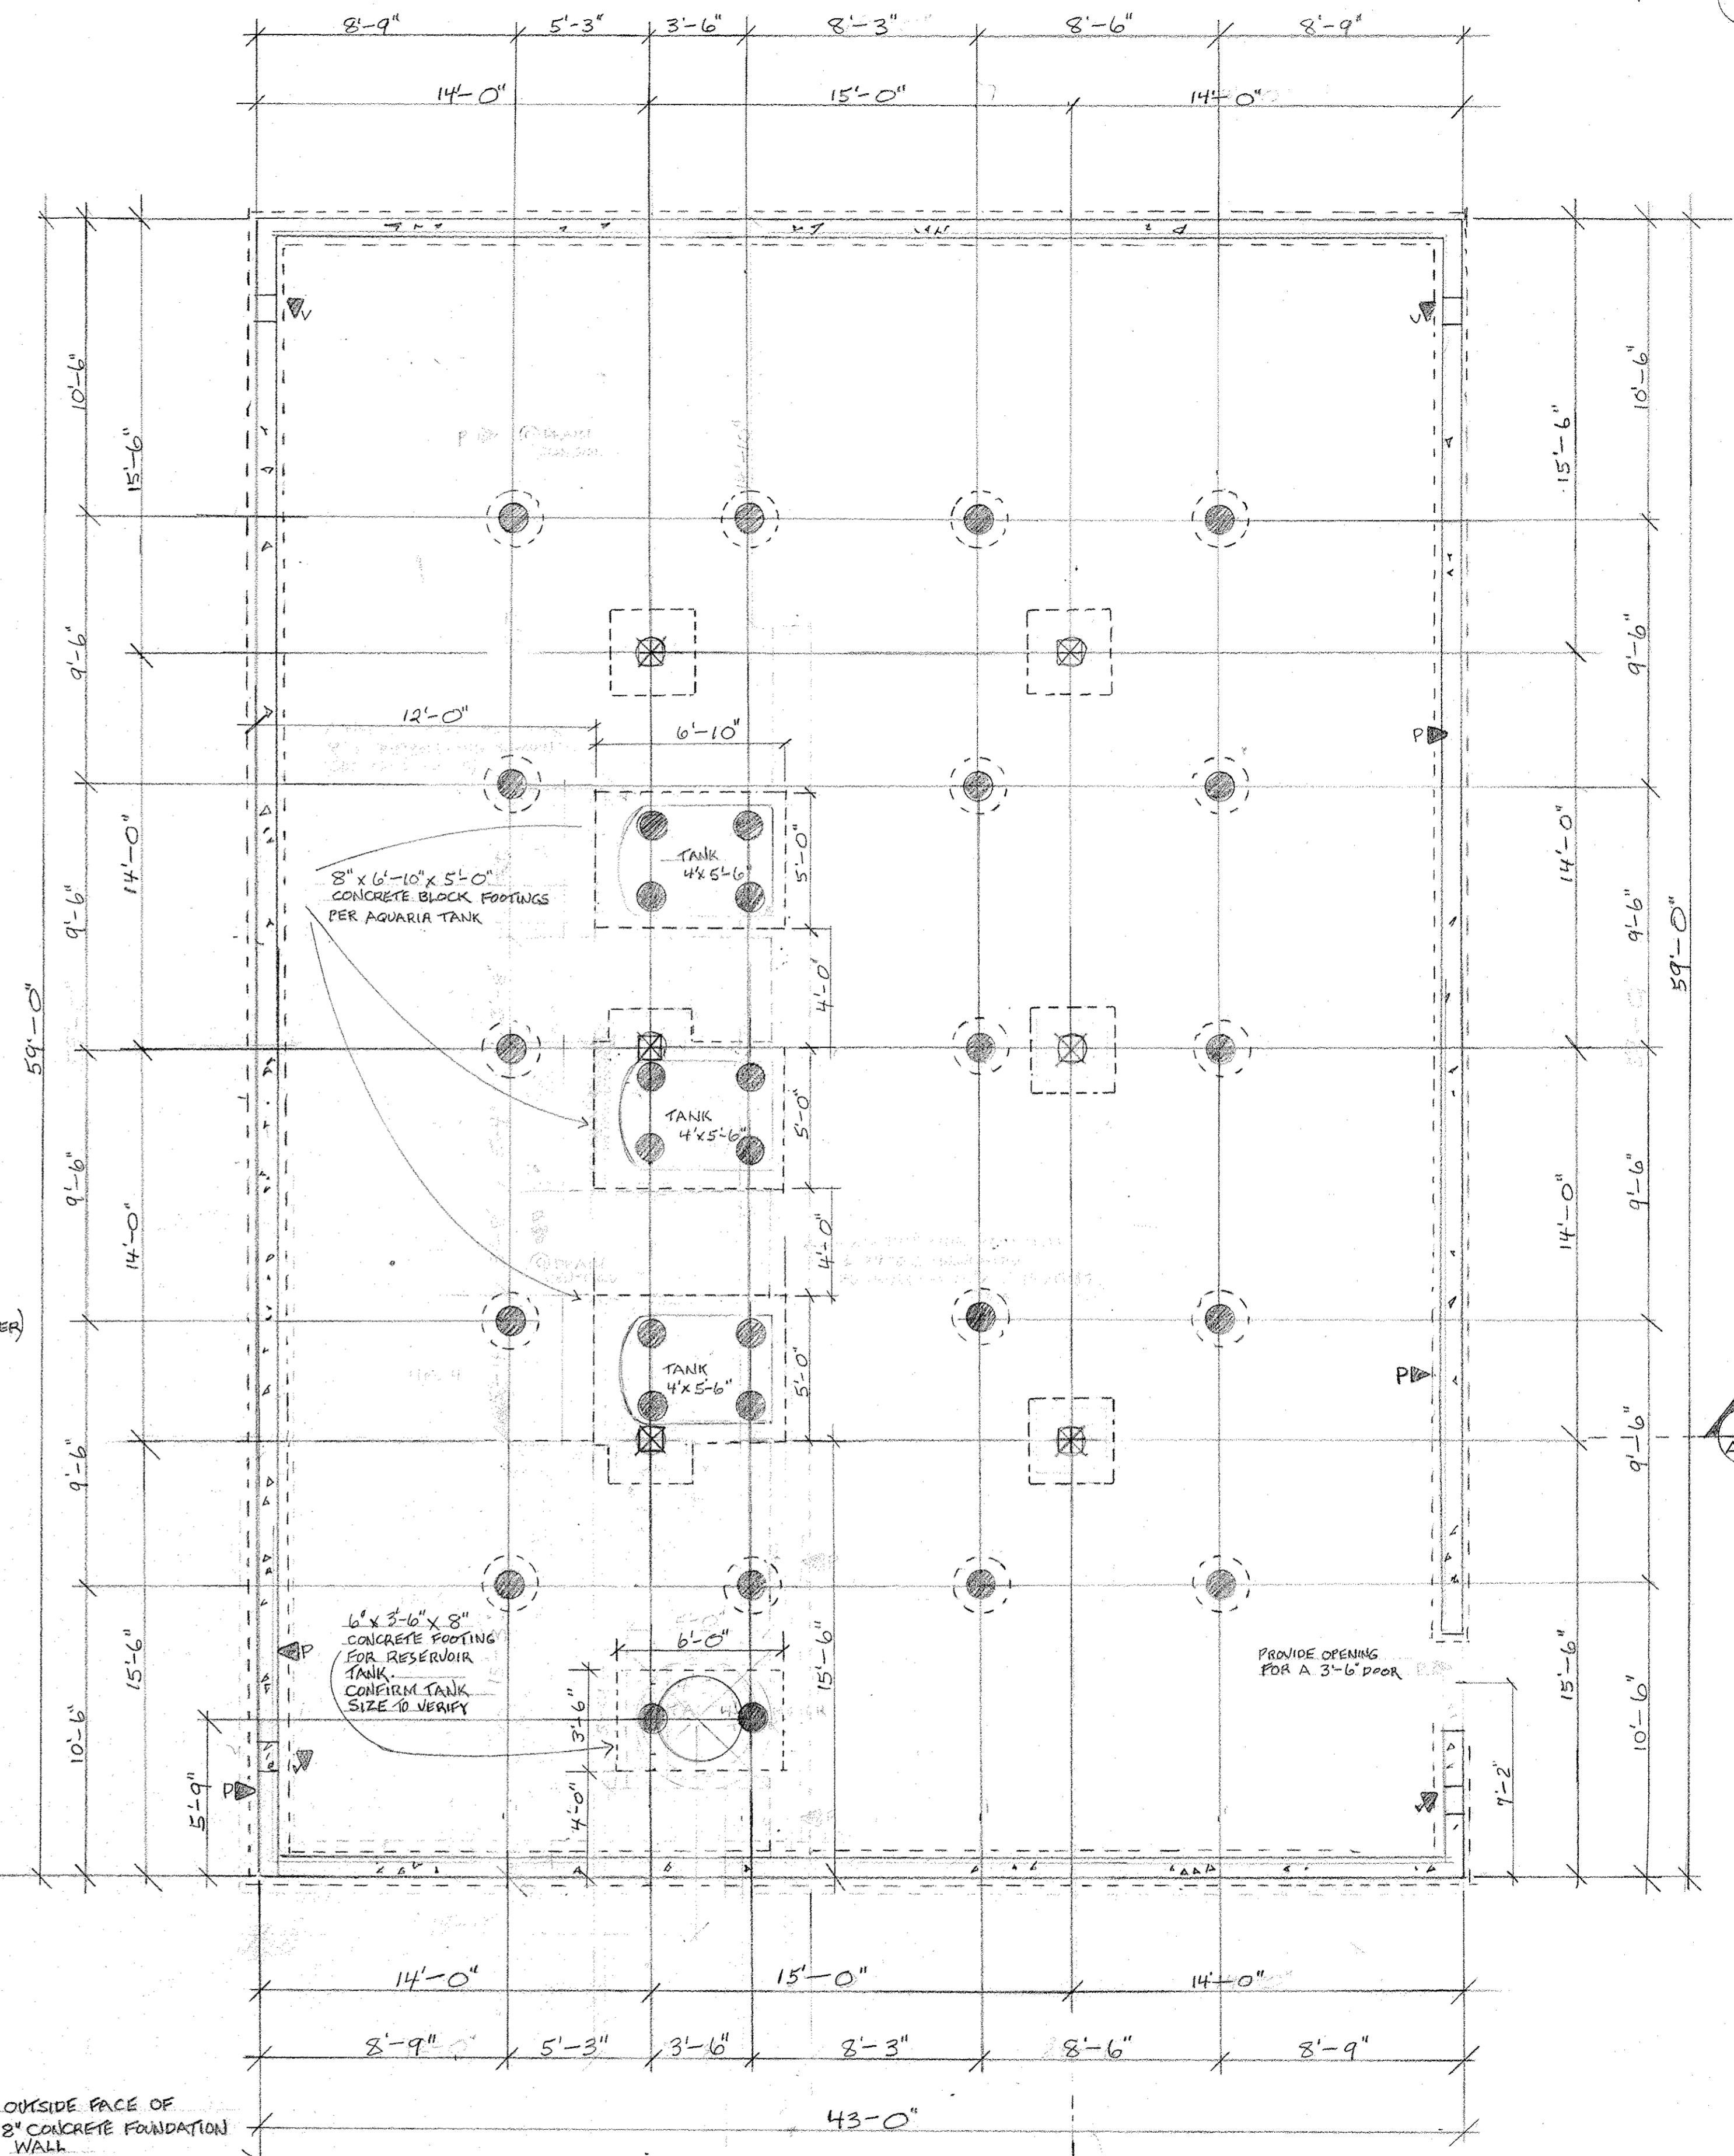 8'-9" 5'-3" 3'-6" 8'-3" 8'-6" 8'-9"
14'-0" 15'-0" 14'-0"
V V
10'-6" 10'-6"
15'-6" 15'-6"
9'-6" 9'-6"
12'-0" 6'-10"
P
14'-0" 5'-0" 14'-0"
TANK
4'x5'-6"
8" x 6'-10" x 5'-0"
CONCRETE BLOCK FOOTINGS
PER AQUARIA TANK
9'-6" 9'-6"
59'-0" 4'-0" 59'-0"
TANK
4'x5'-6"
5'-0"
9'-6" 9'-6"
14'-0" 4'-0" 14'-0"
ER)
TANK
4'x5'-6"
5'-0"
P
9'-6" 9'-6"
6' x 3'-6" x 8"
CONCRETE FOOTING
FOR RESERVOIR
TANK.
CONFIRM TANK
SIZE TO VERIFY
P
6'-0"
15'-6" 3'-6" 15'-6" 15'-6"
PROVIDE OPENING
FOR A 3'-6" DOOR
10'-6" 10'-6"
P
5'-9" 4'-0" 7'-2"
14'-0" 15'-0" 14'-0"
8'-9" 5'-3" 3'-6" 8'-3" 8'-6" 8'-9"
43'-0"
OUTSIDE FACE OF
8" CONCRETE FOUNDATION
WALL